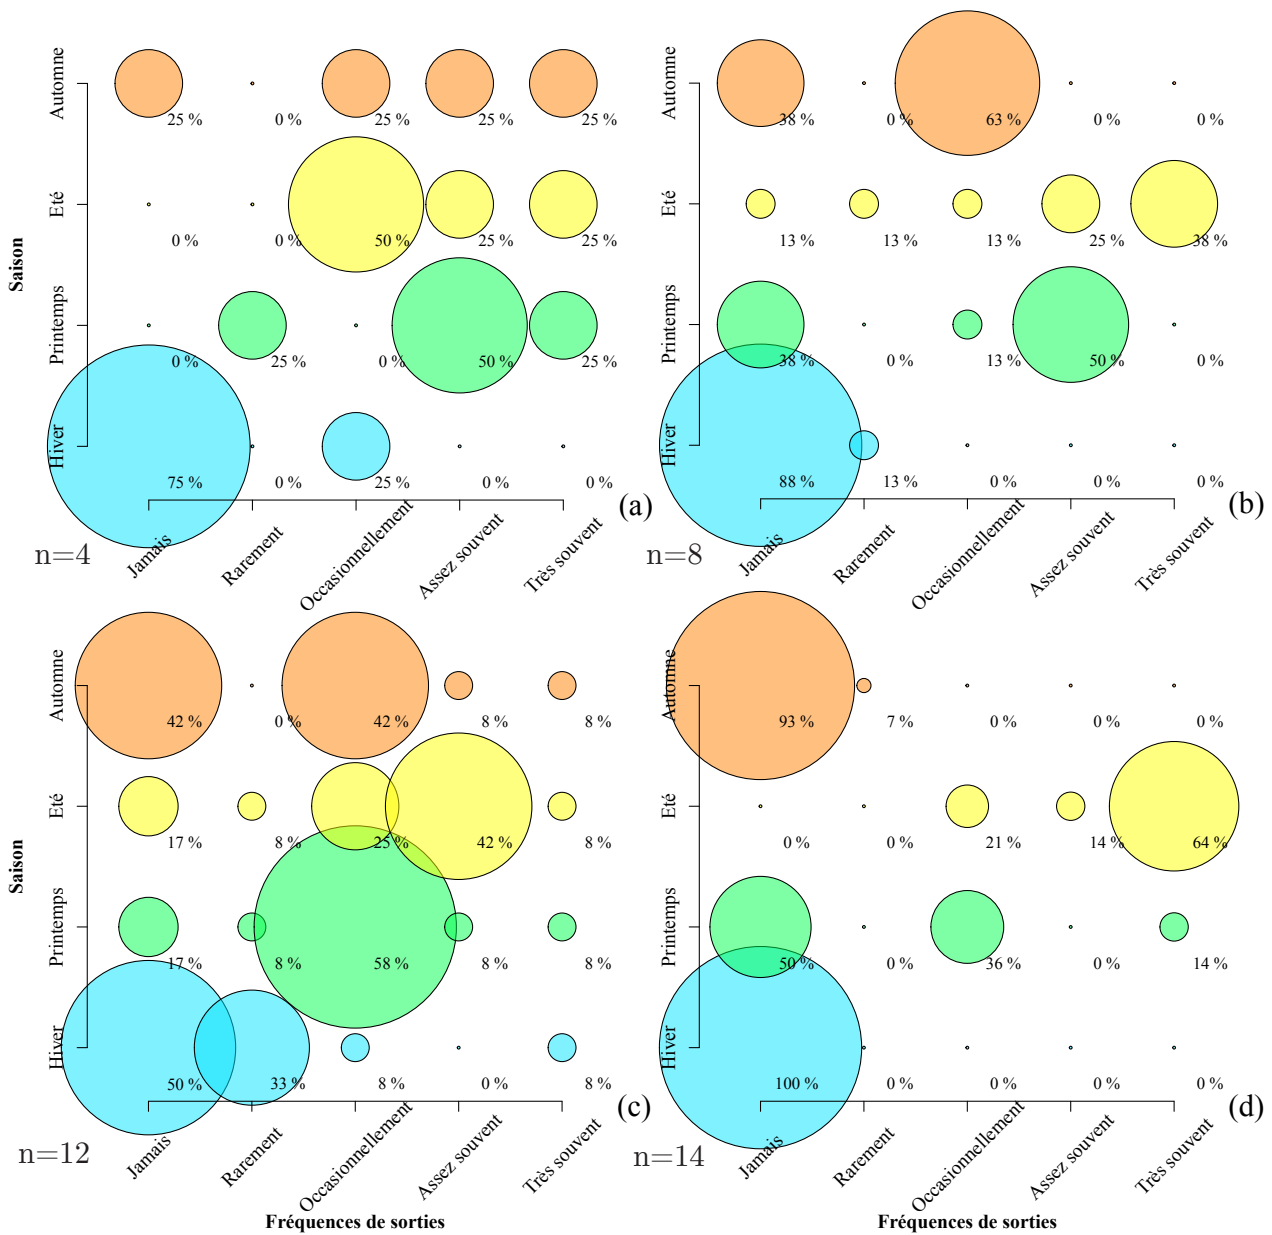 Automne
25 %
0 %
25 %
25 %
25 %
Eté
0 %
0 %
50 %
25 %
25 %
Printemps
0 %
25 %
0 %
50 %
25 %
Hiver
75 %
0 %
25 %
0 %
0 %
Saison
Jamais
Rarement
Occasionnellement
Assez souvent
Très souvent
(a)
n=4
Automne
38 %
0 %
63 %
0 %
0 %
Eté
13 %
13 %
13 %
25 %
38 %
Printemps
38 %
0 %
13 %
50 %
0 %
Hiver
88 %
13 %
0 %
0 %
0 %
Jamais
Rarement
Occasionnellement
Assez souvent
Très souvent
(b)
n=8
Automne
42 %
0 %
42 %
8 %
8 %
Eté
17 %
8 %
25 %
42 %
8 %
Printemps
17 %
8 %
58 %
8 %
8 %
Hiver
50 %
33 %
8 %
0 %
8 %
Saison
Jamais
Rarement
Occasionnellement
Assez souvent
Très souvent
(c)
n=12
Fréquences de sorties
Automne
93 %
7 %
0 %
0 %
0 %
Eté
0 %
0 %
21 %
14 %
64 %
Printemps
50 %
0 %
36 %
0 %
14 %
Hiver
100 %
0 %
0 %
0 %
0 %
Jamais
Rarement
Occasionnellement
Assez souvent
Très souvent
(d)
n=14
Fréquences de sorties